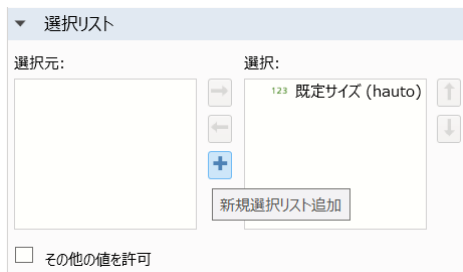 選択リスト
選択元:
選択:
123 既定サイズ (hauto)
新規選択リスト追加
その他の値を許可